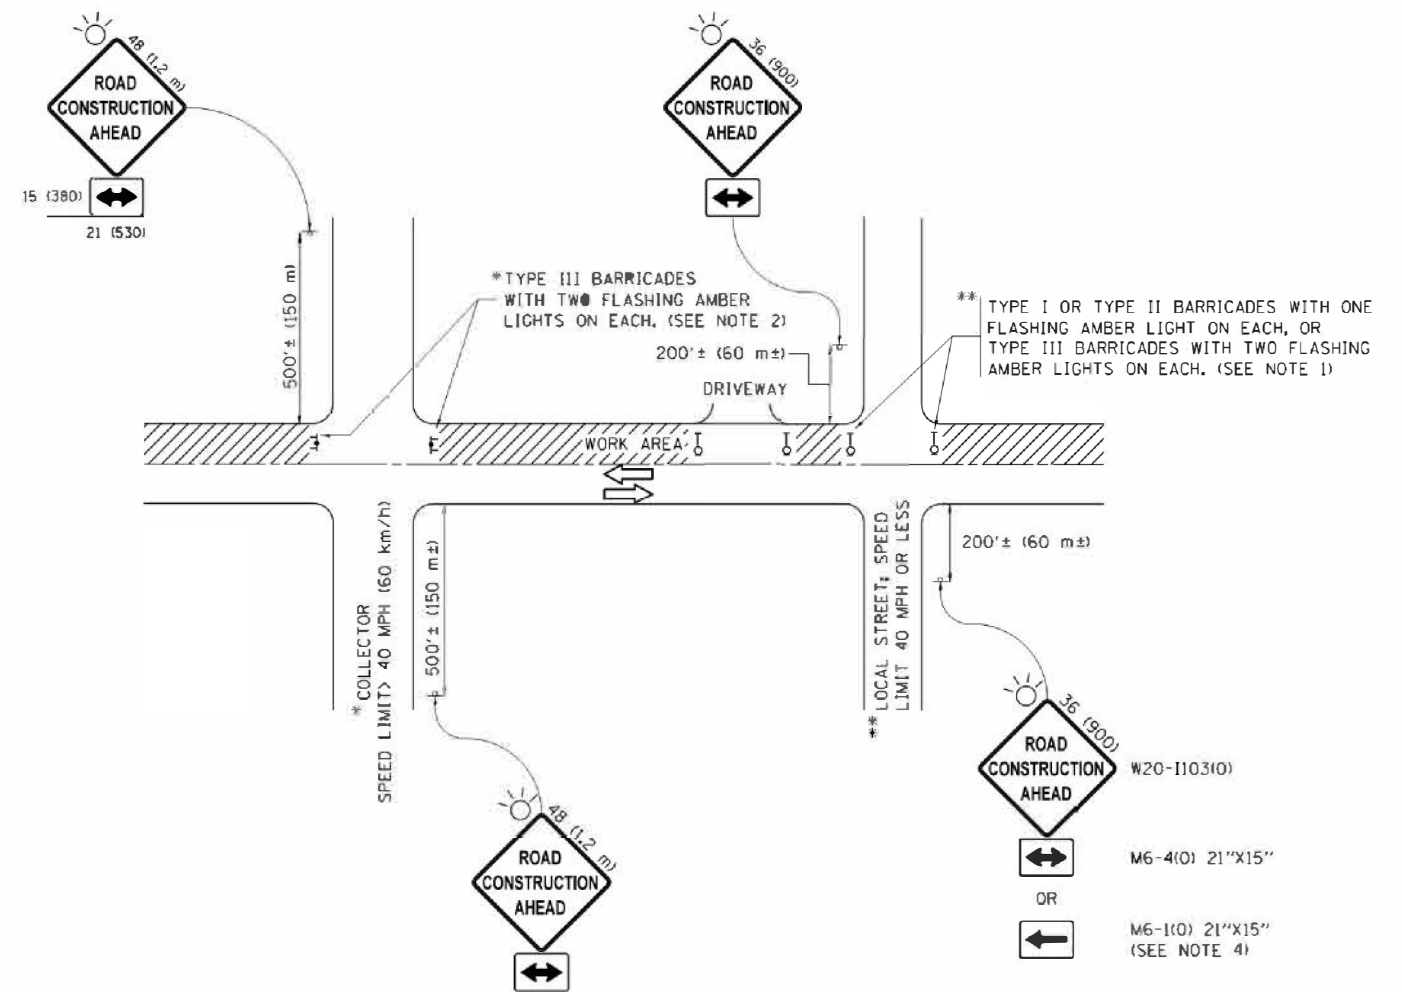 48 (1.2 m)
ROAD
CONSTRUCTION
AHEAD
15 (380)
21 (530)
36 (900)
ROAD
CONSTRUCTION
AHEAD
500'± (150 m)
*TYPE III BARRICADES
WITH TWO FLASHING AMBER
LIGHTS ON EACH. (SEE NOTE 2)
200'± (60 m±)
DRIVEWAY
** TYPE I OR TYPE II BARRICADES WITH ONE
FLASHING AMBER LIGHT ON EACH, OR
TYPE III BARRICADES WITH TWO FLASHING
AMBER LIGHTS ON EACH. (SEE NOTE 1)
WORK AREA
* COLLECTOR
SPEED LIMIT> 40 MPH (60 km/h)
500'± (150 m±)
** LOCAL STREET; SPEED
LIMIT 40 MPH OR LESS
200'± (60 m±)
48 (1.2 m)
ROAD
CONSTRUCTION
AHEAD
36 (900)
ROAD
CONSTRUCTION
AHEAD
W20-I103(O)
M6-4(O) 21"X15"
OR
M6-1(O) 21"X15"
(SEE NOTE 4)